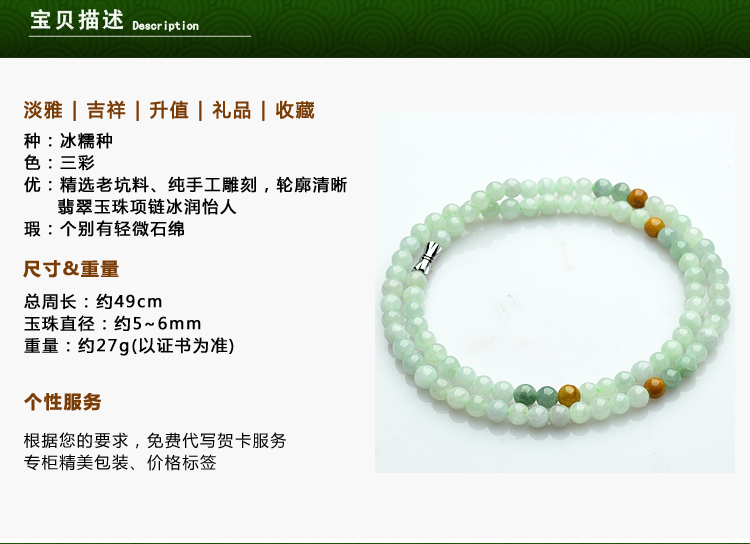 宝贝描述 Description
淡雅 | 吉祥 | 升值 | 礼品 | 收藏
种：冰糯种
色：三彩
优：精选老坑料、纯手工雕刻，轮廓清晰
翡翠玉珠项链冰润怡人
瑕：个别有轻微石绵
尺寸&重量
总周长：约49cm
玉珠直径：约5~6mm
重量：约27g(以证书为准)
个性服务
根据您的要求，免费代写贺卡服务
专柜精美包装、价格标签